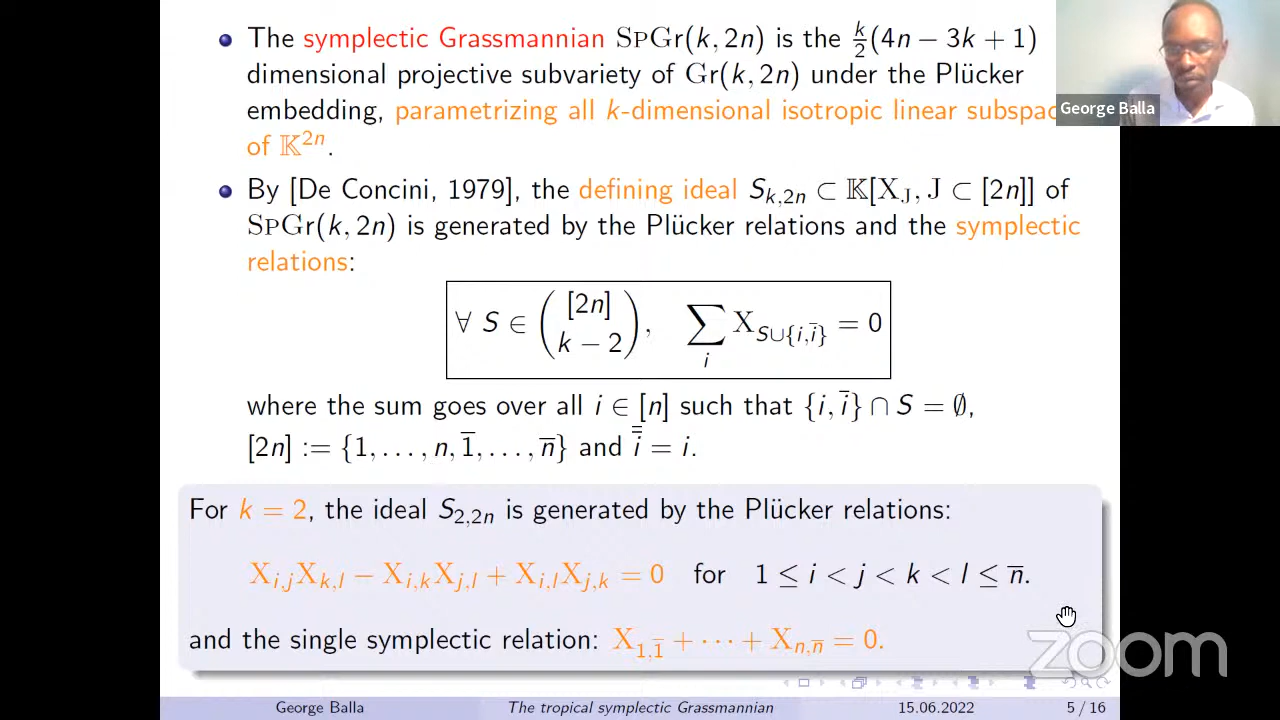 The symplectic Grassmannian SpGr(k, 2n) is the k/2(4n − 3k + 1)
dimensional projective subvariety of Gr(k, 2n) under the Plücker
embedding, parametrizing all k-dimensional isotropic linear subspac
of 𝕂²ⁿ.
By [De Concini, 1979], the defining ideal S_{k,2n} ⊂ 𝕂[X_J, J ⊂ [2n]] of
SpGr(k, 2n) is generated by the Plücker relations and the symplectic
relations:
∀ S ∈ ([2n] k − 2), ∑_i X_{S∪{i,i̅}} = 0
where the sum goes over all i ∈ [n] such that {i, i̅} ∩ S = ∅,
[2n] := {1, . . . , n, 1̅, . . . , n̅} and i̿ = i.
For k = 2, the ideal S_{2,2n} is generated by the Plücker relations:
X_{i,j}X_{k,l} − X_{i,k}X_{j,l} + X_{i,l}X_{j,k} = 0 for 1 ≤ i < j < k < l ≤ n̅.
and the single symplectic relation: X_{1,1̅} + · · · + X_{n,n̅} = 0.
George Balla The tropical symplectic Grassmannian 15.06.2022 5 / 16
George Balla
zoom